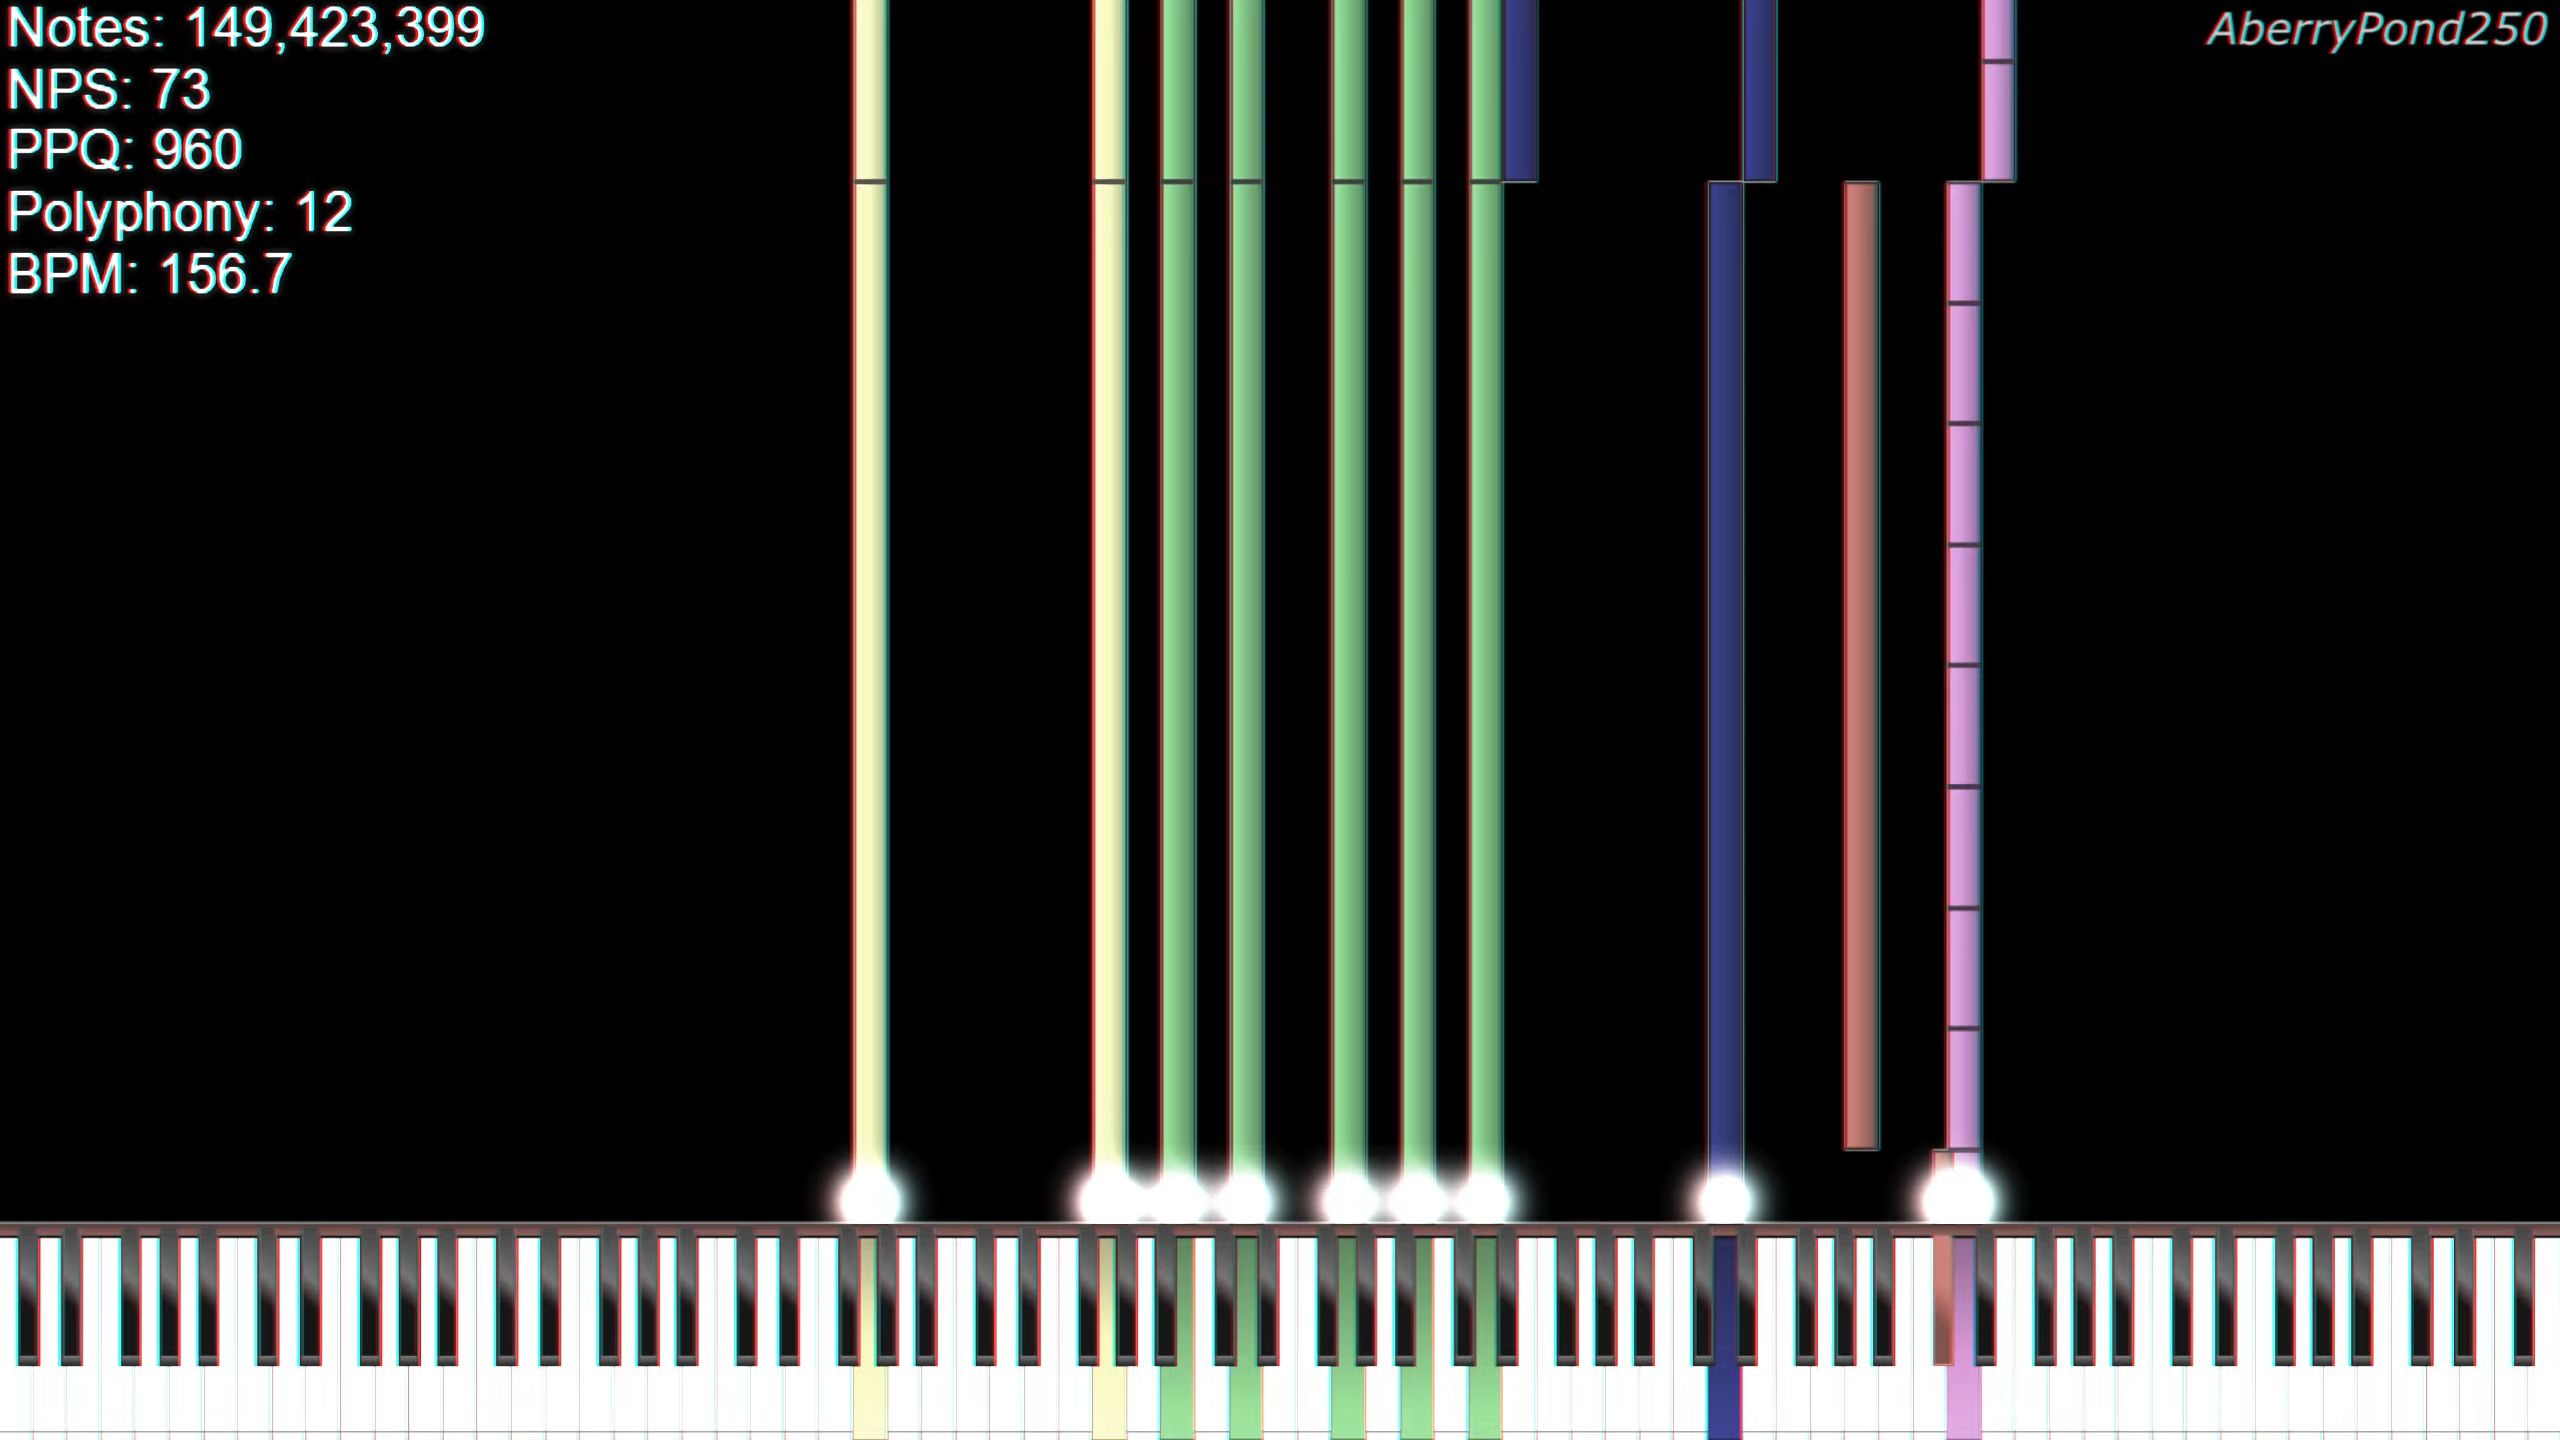 Notes: 149,423,399
AberryPond250
NPS: 73
PPQ: 960
Polyphony: 12
BPM: 156.7